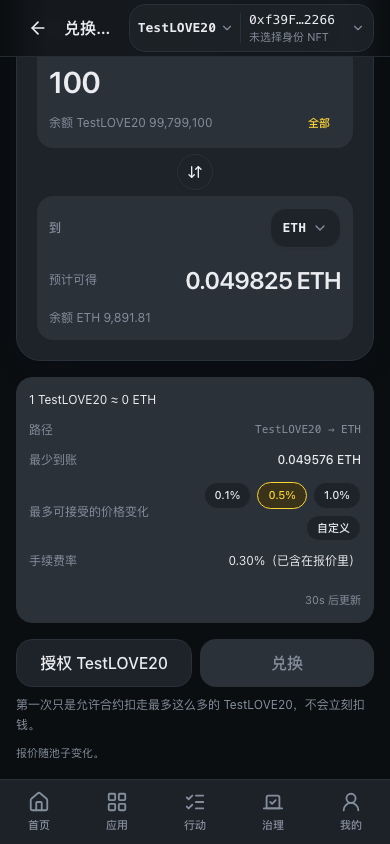 兑换...
TestLOVE20
0xf39F…2266
未选择身份 NFT
100
余额 TestLOVE20 99,799,100
全部
到
ETH
预计可得
0.049825 ETH
余额 ETH 9,891.81
1 TestLOVE20 ≈ 0 ETH
路径
TestLOVE20 → ETH
最少到账
0.049576 ETH
最多可接受的价格变化
0.1%
0.5%
1.0%
自定义
手续费率
0.30%（已含在报价里）
30s 后更新
授权 TestLOVE20
兑换
第一次只是允许合约扣走最多这么多的 TestLOVE20，不会立刻扣
钱。
报价随池子变化。
首页
应用
行动
治理
我的